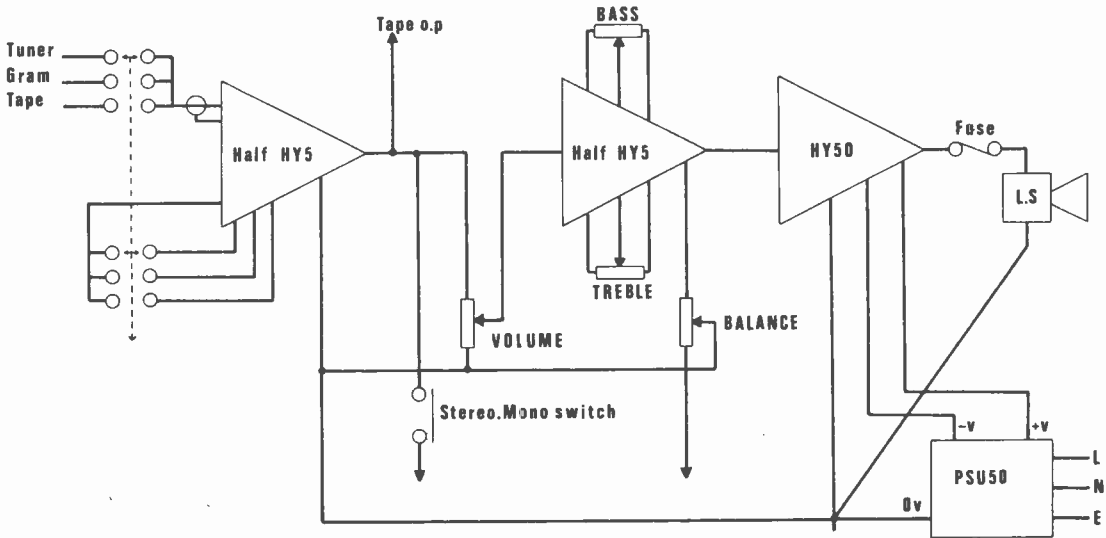 Tuner
Gram
Tape
Half HY5
Tape o.p
BASS
Half HY5
TREBLE
VOLUME
BALANCE
Stereo.Mono switch
HY50
Fuse
L.S
-v
+v
PSU50
0v
L
N
E